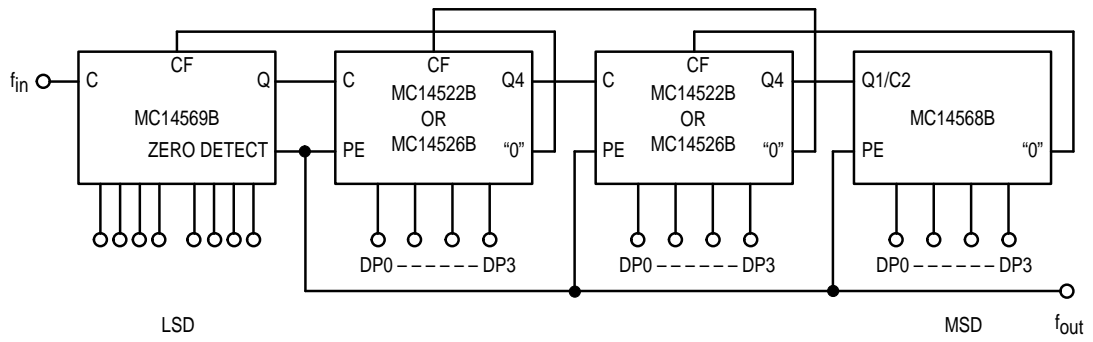 CF CF CF
fin C Q C Q4 C Q4 Q1/C2
MC14569B MC14522B OR MC14526B MC14522B OR MC14526B MC14568B
ZERO DETECT PE “0” PE “0” PE “0”
DP0 – – – – – – DP3 DP0 – – – – – – DP3 DP0 – – – – – – DP3
LSD MSD fout